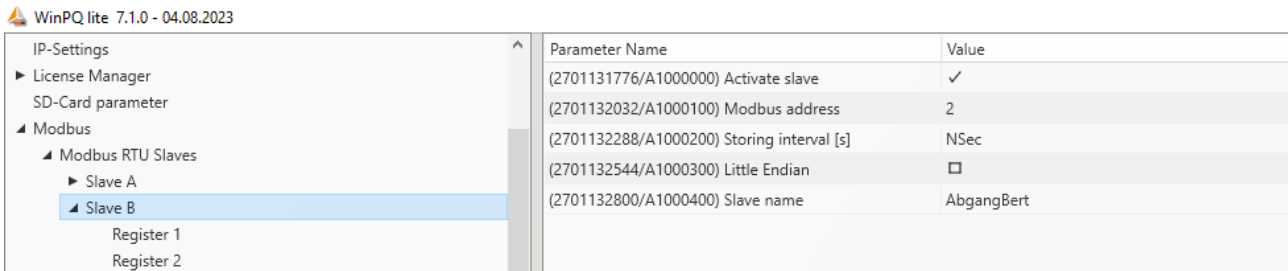 WinPQ lite 7.1.0 - 04.08.2023
IP-Settings
License Manager
SD-Card parameter
Modbus
Modbus RTU Slaves
Slave A
Slave B
Register 1
Register 2
Parameter Name Value
(2701131776/A1000000) Activate slave ✓
(2701132032/A1000100) Modbus address 2
(2701132288/A1000200) Storing interval [s] NSec
(2701132544/A1000300) Little Endian
(2701132800/A1000400) Slave name AbgangBert